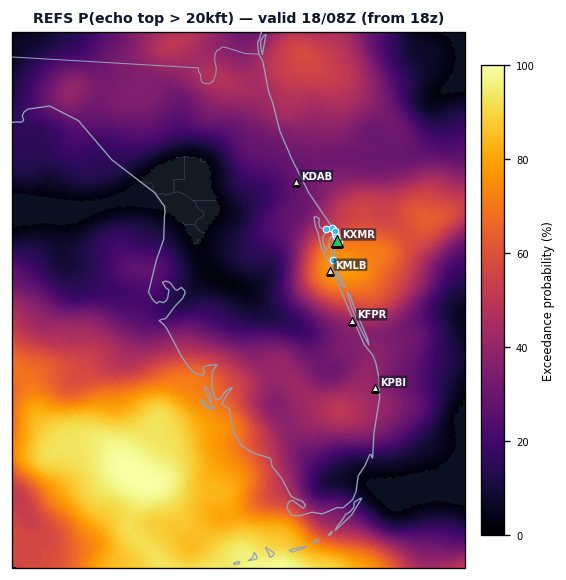 REFS P(echo top > 20kft) — valid 18/08Z (from 18z)
KDAB
KXMR
KMLB
KFPR
KPBI
100
80
60
40
20
0
Exceedance probability (%)